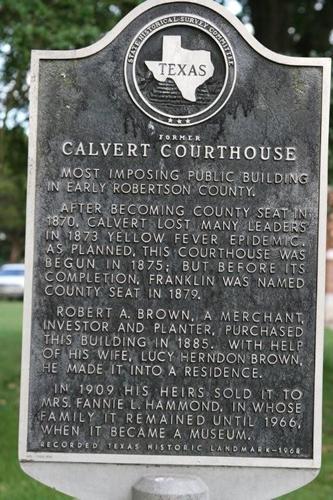 STATE HISTORICAL SURVEY COMMITTEE
TEXAS
FORMER
CALVERT COURTHOUSE
MOST IMPOSING PUBLIC BUILDING
IN EARLY ROBERTSON COUNTY.
AFTER BECOMING COUNTY SEAT IN
1870, CALVERT LOST MANY LEADERS
IN 1873 YELLOW FEVER EPIDEMIC.
AS PLANNED, THIS COURTHOUSE WAS
BEGUN IN 1875; BUT BEFORE ITS
COMPLETION, FRANKLIN WAS NAMED
COUNTY SEAT IN 1879.
ROBERT A. BROWN, A MERCHANT,
INVESTOR AND PLANTER, PURCHASED
THIS BUILDING IN 1885. WITH HELP
OF HIS WIFE, LUCY HERNDON BROWN,
HE MADE IT INTO A RESIDENCE.
IN 1909 HIS HEIRS SOLD IT TO
MRS. FANNIE L. HAMMOND, IN WHOSE
FAMILY IT REMAINED UNTIL 1966,
WHEN IT BECAME A MUSEUM.
RECORDED TEXAS HISTORIC LANDMARK-1968